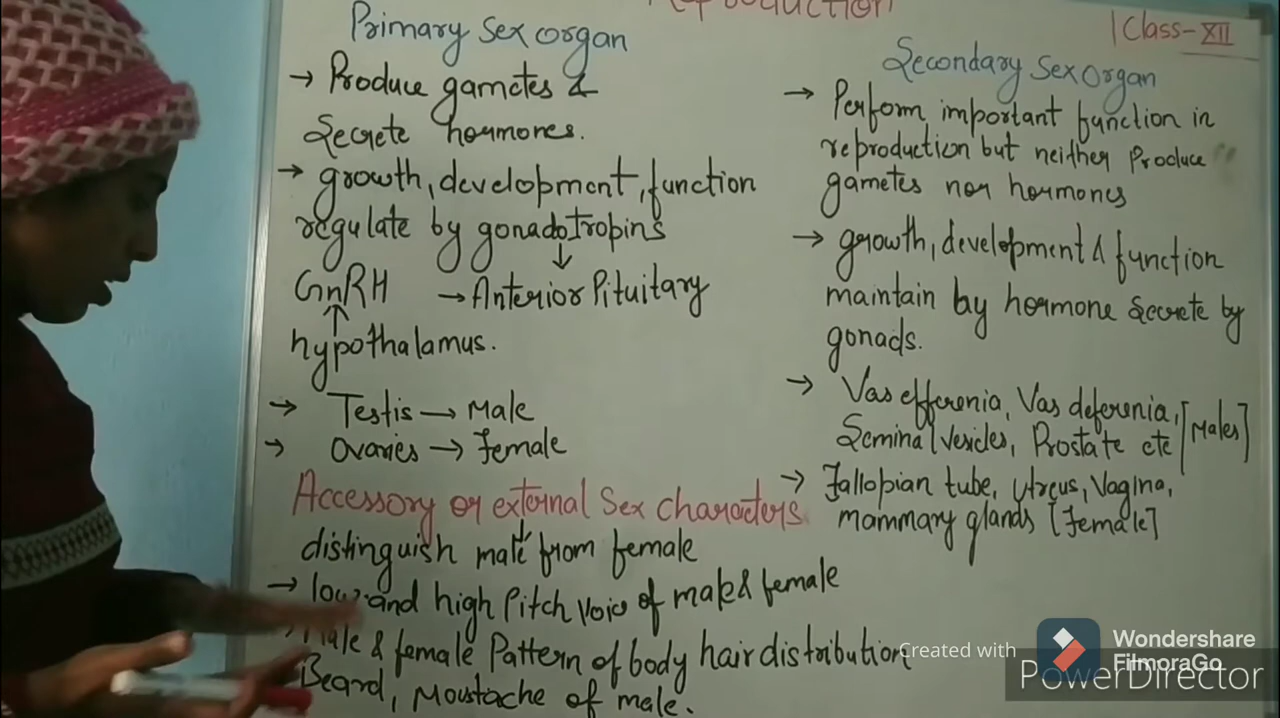 Reproduction
Class-XII
Primary Sex organ
→ Produce gametes &
Secrete hormones.
→ growth, development, function
regulate by gonadotropins
↓
GnRH → Anterior Pituitary
↑
hypothalamus.
→ Testis → Male
→ Ovaries → Female
Accessory or external Sex characters
distinguish male from female
→ low and high Pitch voice of male & female
→ Male & female Pattern of body hair distribution
Beard, Moustache of male.
Secondary Sex Organ
→ Perform important function in
reproduction but neither Produce
gametes nor hormones
→ growth, development & function
maintain by hormone Secrete by
gonads.
→ Vas efferenia, Vas deferenia,
Seminal vesicles, Prostate etc [Males]
→ Fallopian tube, Utreus, Vagina,
mammary glands [Female]
Created with
Wondershare
FilmoraGo
PowerDirector